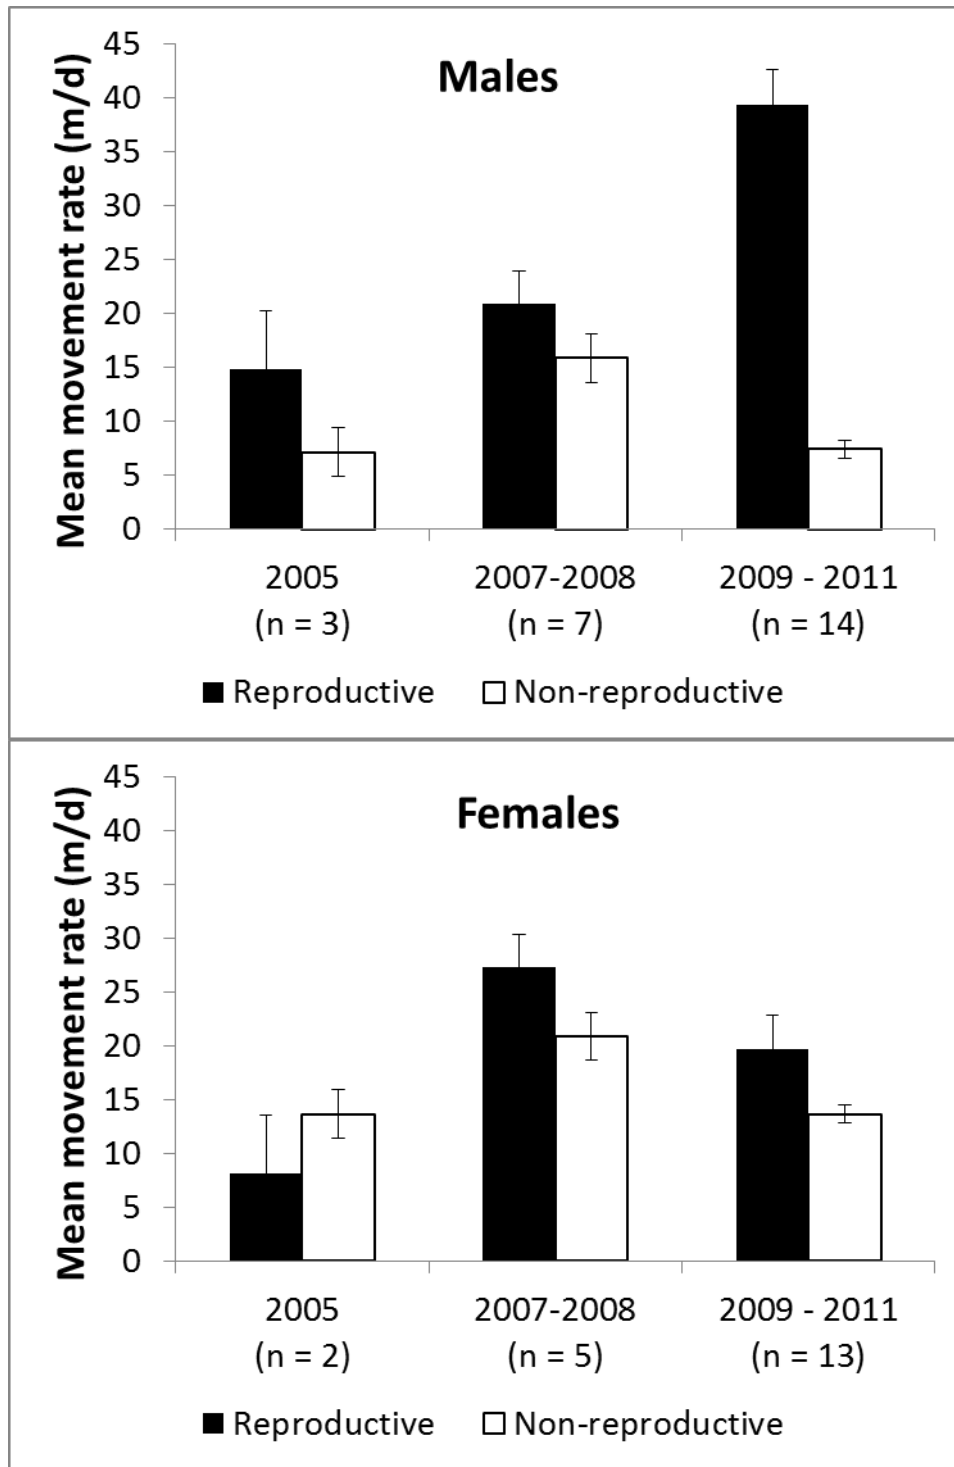 Males
Mean movement rate (m/d)
45
40
35
30
25
20
15
10
5
0
2005 2007-2008 2009 - 2011
(n = 3) (n = 7) (n = 14)
Reproductive Non-reproductive
Females
Mean movement rate (m/d)
45
40
35
30
25
20
15
10
5
0
2005 2007-2008 2009 - 2011
(n = 2) (n = 5) (n = 13)
Reproductive Non-reproductive